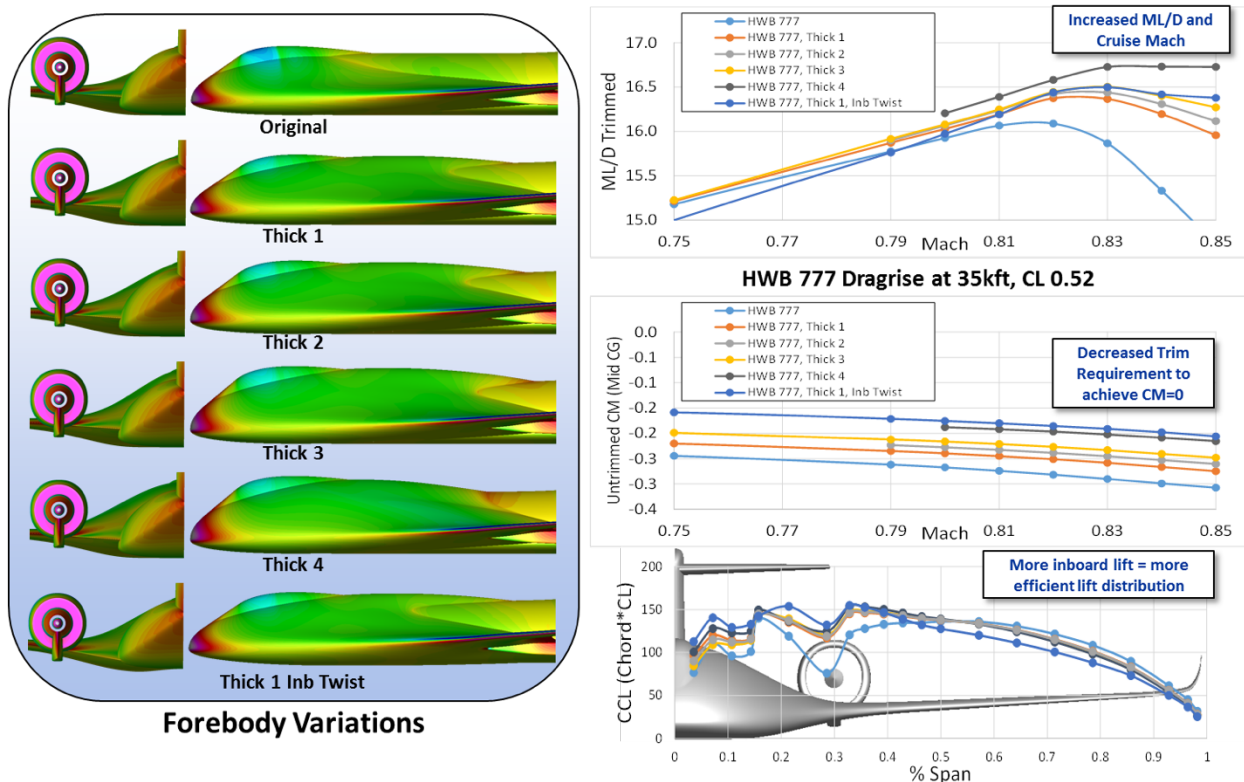 Original
Thick 1
Thick 2
Thick 3
Thick 4
Thick 1 Inb Twist
Forebody Variations
HWB 777
HWB 777, Thick 1
HWB 777, Thick 2
HWB 777, Thick 3
HWB 777, Thick 4
HWB 777, Thick 1, Inb Twist
Increased ML/D and
Cruise Mach
ML/D Trimmed
17.0
16.5
16.0
15.5
15.0
0.75
0.77
0.79
0.81
0.83
0.85
Mach
HWB 777 Dragrise at 35kft, CL 0.52
HWB 777
HWB 777, Thick 1
HWB 777, Thick 2
HWB 777, Thick 3
HWB 777, Thick 4
HWB 777, Thick 1, Inb Twist
Decreased Trim
Requirement to
achieve CM=0
Untrimmed CM (Mid CG)
0.0
-0.1
-0.1
-0.2
-0.2
-0.3
-0.3
-0.4
0.75
0.77
0.79
0.81
0.83
0.85
Mach
More inboard lift = more
efficient lift distribution
CCL (Chord*CL)
200
150
100
50
0
0
0.1
0.2
0.3
0.4
0.5
0.6
0.7
0.8
0.9
1
% Span